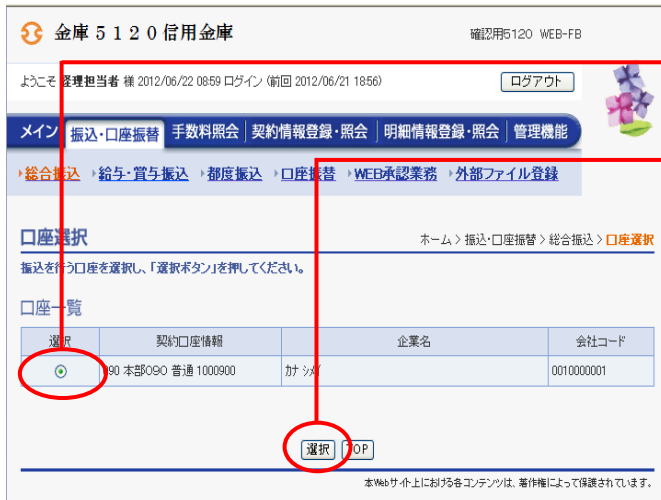 金庫5120信用金庫
確認用5120 WEB-FB
ようこそ 経理担当者 様 2012/06/22 0859 ログイン (前回 2012/06/21 1856)
ログアウト
メイン 振込・口座振替 手数料照会 契約情報登録・照会 明細情報登録・照会 管理機能
総合振込 給与・賞与振込 都度振込 口座振替 WEB承認業務 外部ファイル登録
口座選択
ホーム > 振込・口座振替 > 総合振込 > 口座選択
振込を行う口座を選択し、「選択ボタン」を押してください。
口座一覧
選択 契約口座情報 企業名 会社コード
090 本部090 普通 1000900 カナ シメイ 0010000001
選択 TOP
本Webサイト上における各コンテンツは、著作権によって保護されています。